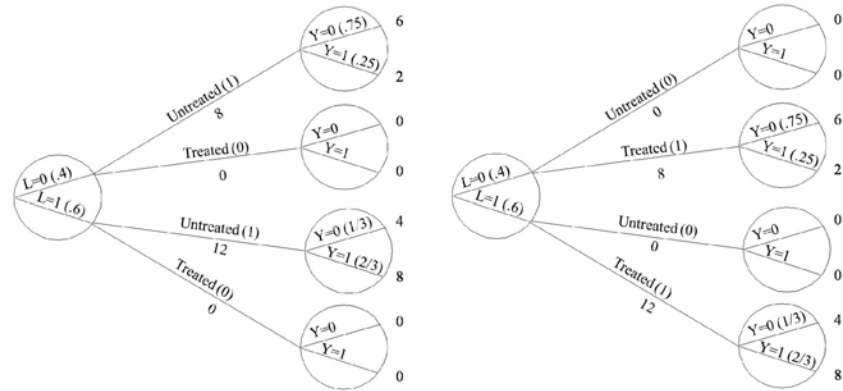 Y=0 (.75)
6
Y=1 (.25)
2
Untreated (1)
8
Y=0
0
Y=1
0
Treated (0)
0
L=0 (.4)
L=1 (.6)
Untreated (1)
12
Y=0 (1/3)
4
Y=1 (2/3)
8
Treated (0)
0
Y=0
0
Y=1
0
Y=0
0
Y=1
0
Untreated (0)
0
Y=0 (.75)
6
Y=1 (.25)
2
Treated (1)
8
L=0 (.4)
L=1 (.6)
Untreated (0)
0
Y=0
0
Y=1
0
Treated (1)
12
Y=0 (1/3)
4
Y=1 (2/3)
8